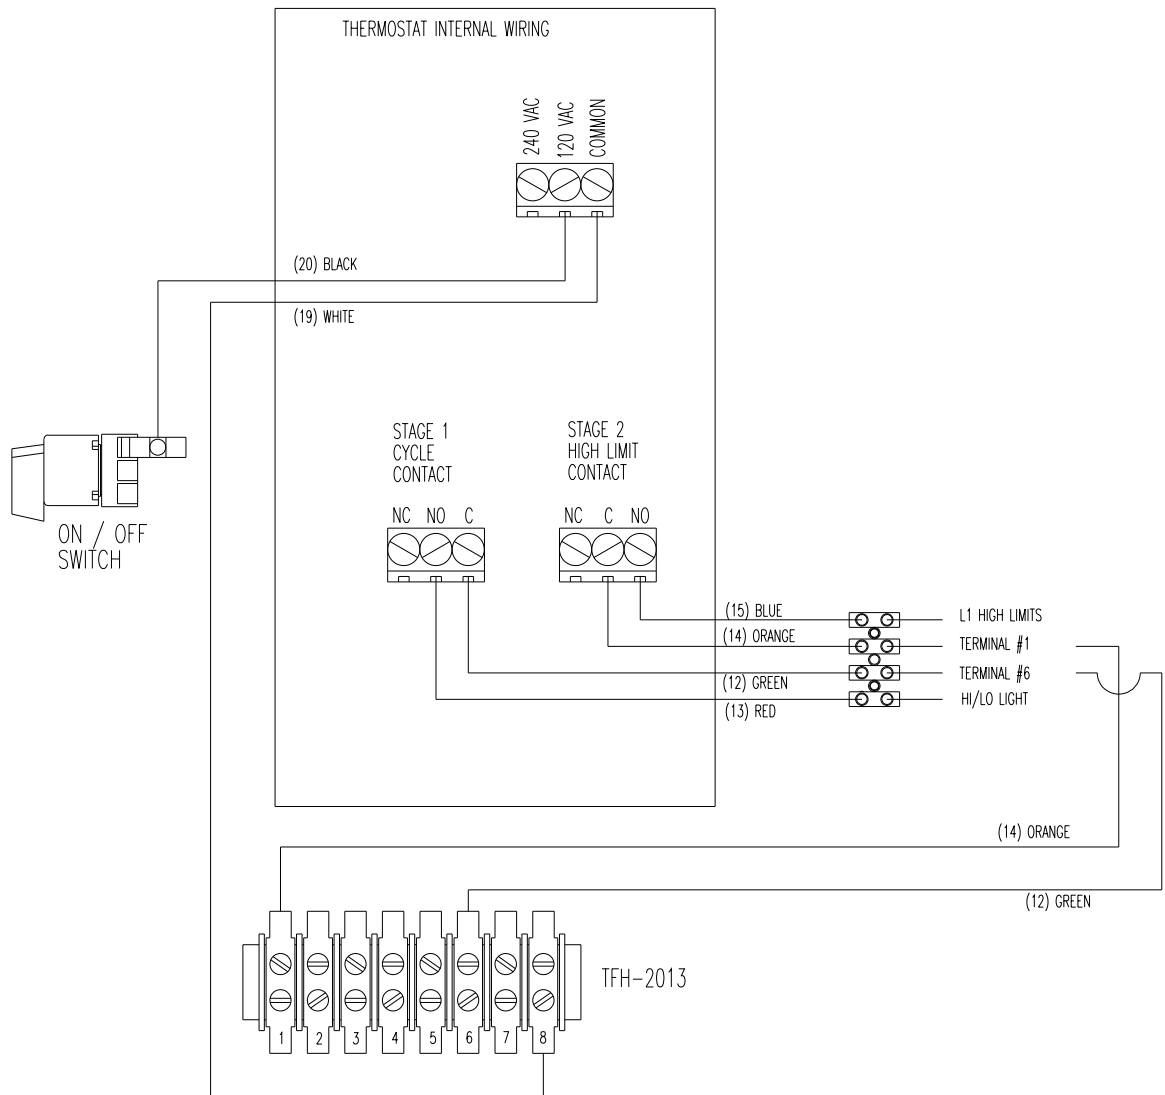 THERMOSTAT INTERNAL WIRING
240 VAC
120 VAC
COMMON
(20) BLACK
(19) WHITE
STAGE 1
CYCLE
CONTACT
STAGE 2
HIGH LIMIT
CONTACT
NC NO C
NC C NO
ON / OFF
SWITCH
(15) BLUE
L1 HIGH LIMITS
(14) ORANGE
TERMINAL #1
(12) GREEN
TERMINAL #6
(13) RED
HI/LO LIGHT
(14) ORANGE
(12) GREEN
TFH-2013
1 2 3 4 5 6 7 8